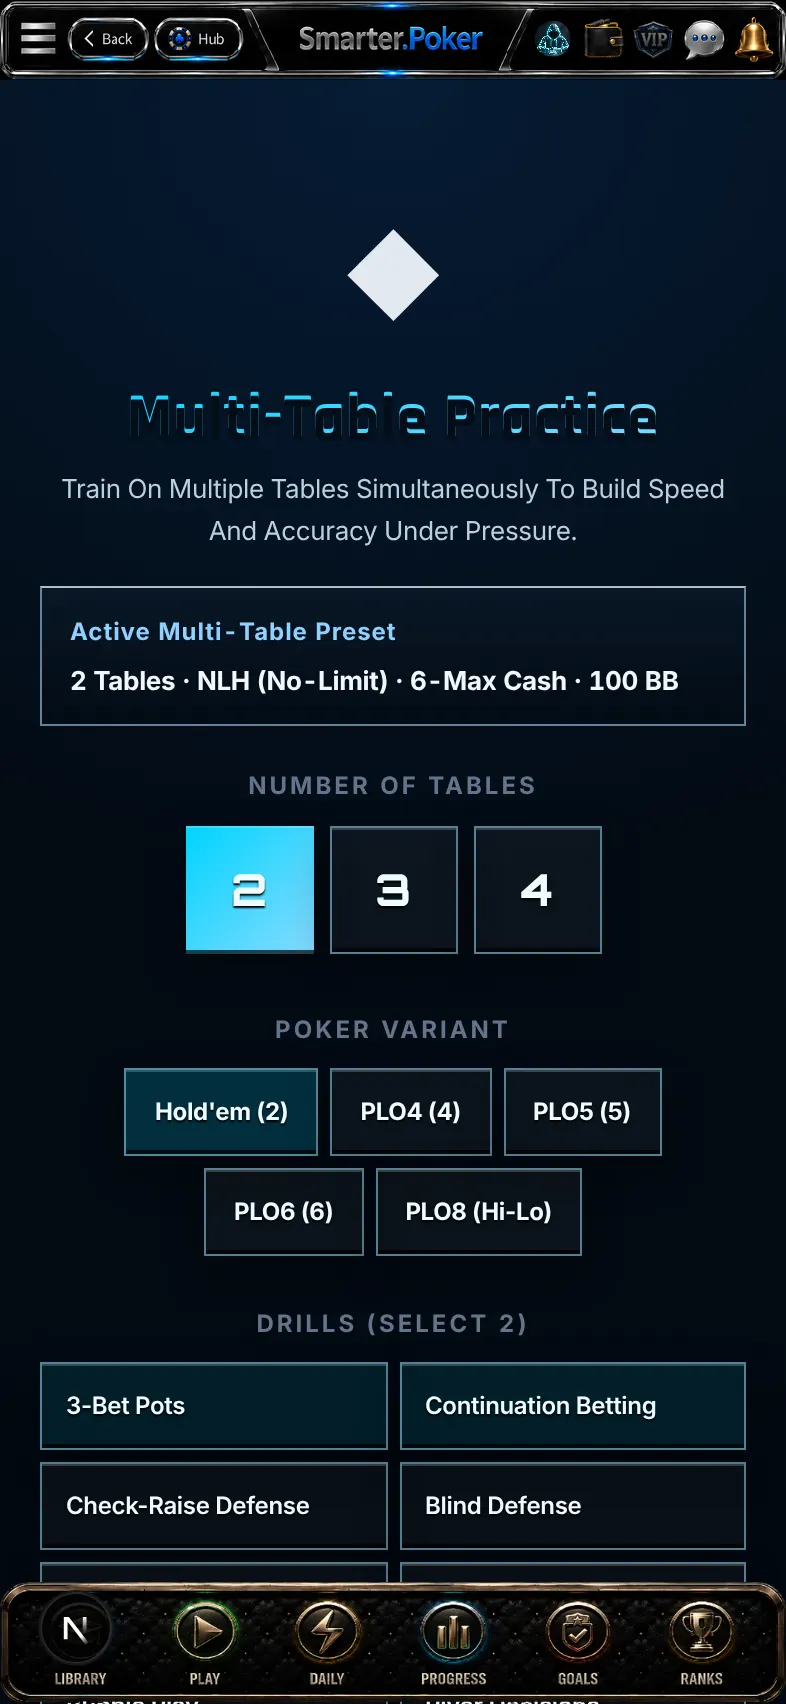 Back
Hub
Smarter.Poker
VIP
Multi-Table Practice
Train On Multiple Tables Simultaneously To Build Speed
And Accuracy Under Pressure.
Active Multi-Table Preset
2 Tables · NLH (No-Limit) · 6-Max Cash · 100 BB
NUMBER OF TABLES
2 3 4
POKER VARIANT
Hold'em (2) PLO4 (4) PLO5 (5)
PLO6 (6) PLO8 (Hi-Lo)
DRILLS (SELECT 2)
3-Bet Pots Continuation Betting
Check-Raise Defense Blind Defense
N
LIBRARY PLAY DAILY PROGRESS GOALS RANKS